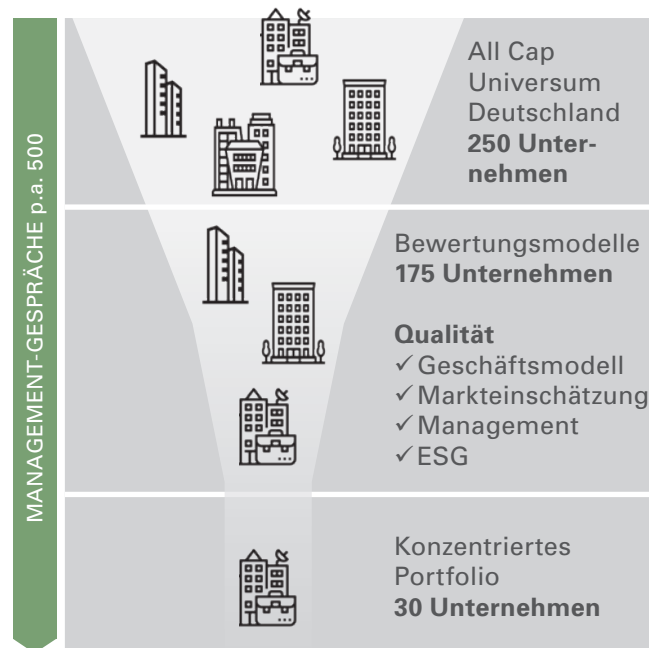 MANAGEMENT-GESPRÄCHE p.a. 500
All Cap
Universum
Deutschland
250 Unter-
nehmen
Bewertungsmodelle
175 Unternehmen
Qualität
✓ Geschäftsmodell
✓ Markteinschätzung
✓ Management
✓ ESG
Konzentriertes
Portfolio
30 Unternehmen